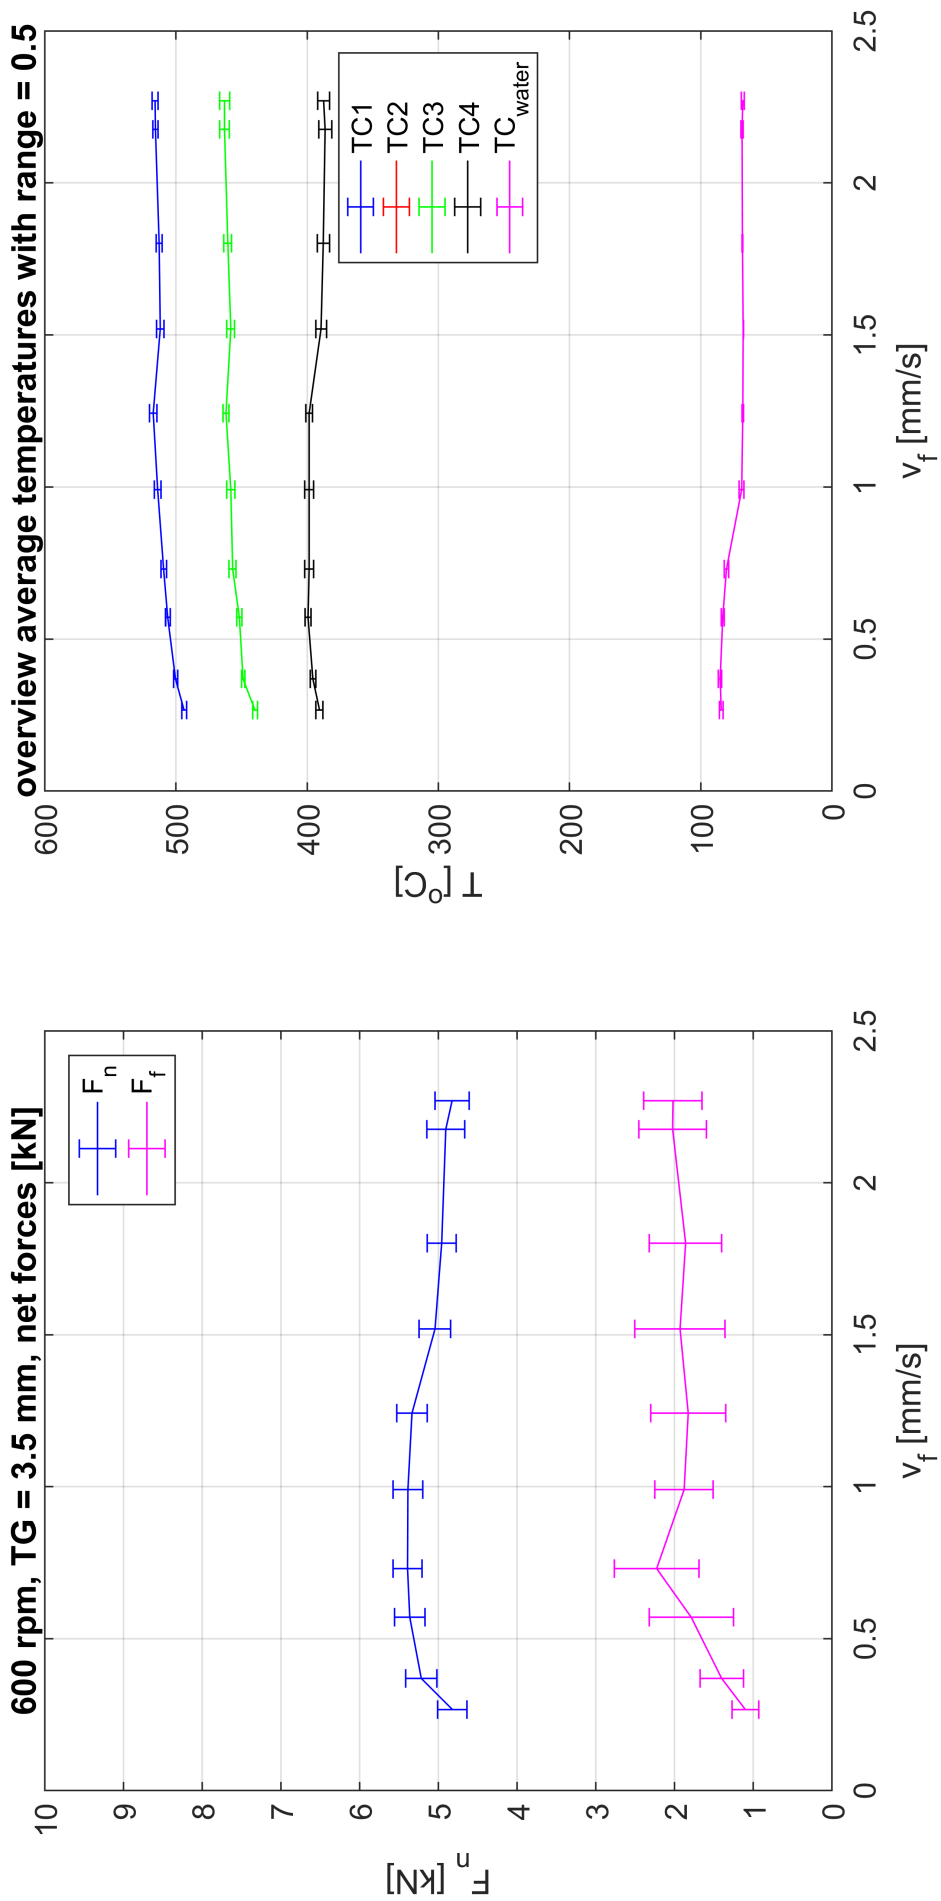 600 rpm, TG = 3.5 mm, net forces [kN]
10
9
8
7
6
5
4
3
2
1
0
F_n [kN]
0
0.5
1
1.5
2
2.5
v_f [mm/s]
F_n
F_f
overview average temperatures with range = 0.5
600
500
400
300
200
100
0
T [°C]
0
0.5
1
1.5
2
2.5
v_f [mm/s]
TC1
TC2
TC3
TC4
TC_water